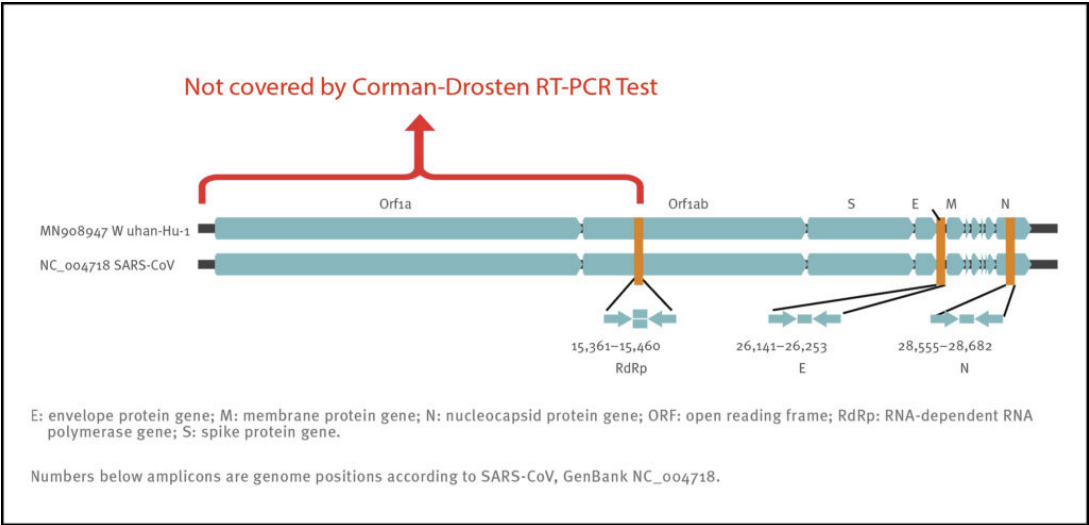 Not covered by Corman-Drosten RT-PCR Test
Orf1a Orf1ab S E M N
MN908947 W uhan-Hu-1
NC_004718 SARS-CoV
15,361–15,460 26,141–26,253 28,555–28,682
RdRp E N
E: envelope protein gene; M: membrane protein gene; N: nucleocapsid protein gene; ORF: open reading frame; RdRp: RNA-dependent RNA
polymerase gene; S: spike protein gene.
Numbers below amplicons are genome positions according to SARS-CoV, GenBank NC_004718.